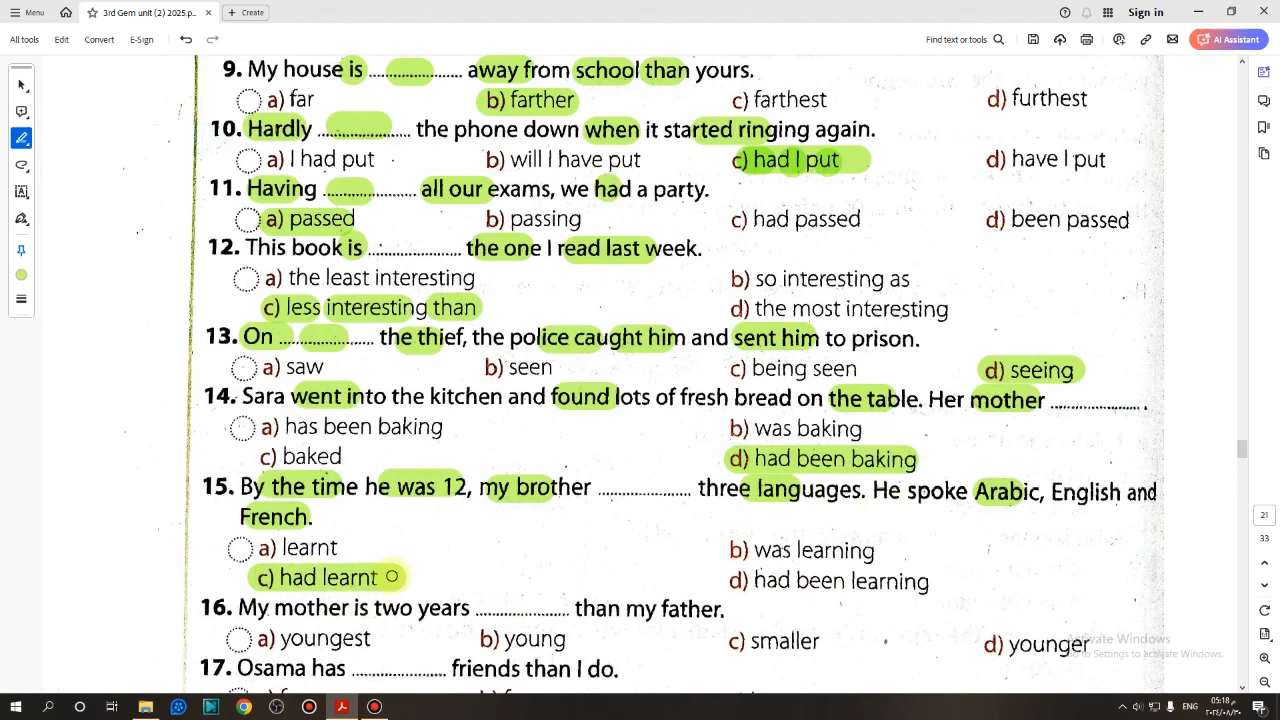 Menu
3rd Gem unit (2) 2025.p...
Create
Sign in
All tools Edit Convert E-Sign
Find text or tools
AI Assistant
9. My house is ..................... away from school than yours.
a) far b) farther c) farthest d) furthest
10. Hardly ..................... the phone down when it started ringing again.
a) I had put b) will I have put c) had I put d) have I put
11. Having ..................... all our exams, we had a party.
a) passed b) passing c) had passed d) been passed
12. This book is ..................... the one I read last week.
a) the least interesting b) so interesting as
c) less interesting than d) the most interesting
13. On ..................... the thief, the police caught him and sent him to prison.
a) saw b) seen c) being seen d) seeing
14. Sara went into the kitchen and found lots of fresh bread on the table. Her mother ..................... .
a) has been baking b) was baking
c) baked d) had been baking
15. By the time he was 12, my brother ..................... three languages. He spoke Arabic, English and
French.
a) learnt b) was learning
c) had learnt d) had been learning
16. My mother is two years ..................... than my father.
a) youngest b) young c) smaller d) younger
17. Osama has ..................... friends than I do.
21
33
Activate Windows
Go to Settings to activate Windows.
ENG